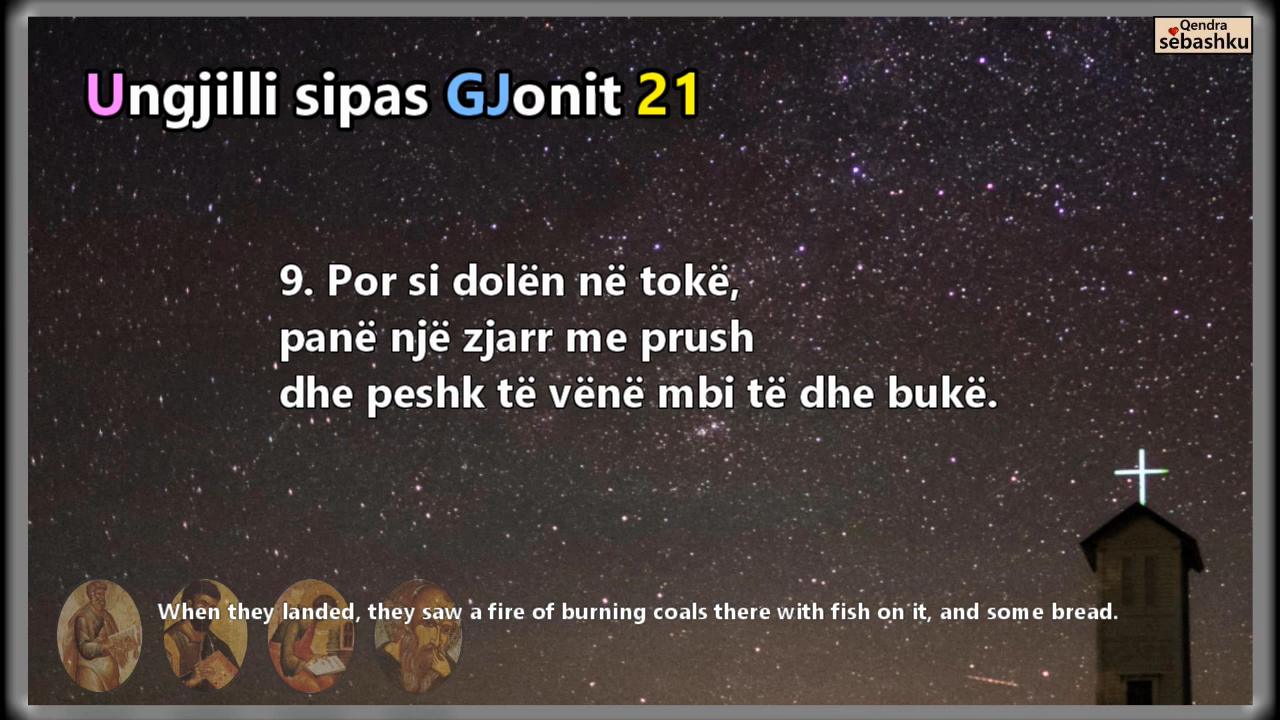 Qendra
sëbashku
Ungjilli sipas GJonit 21
9. Por si dolën në tokë,
panë një zjarr me prush
dhe peshk të vënë mbi të dhe bukë.
When they landed, they saw a fire of burning coals there with fish on it, and some bread.